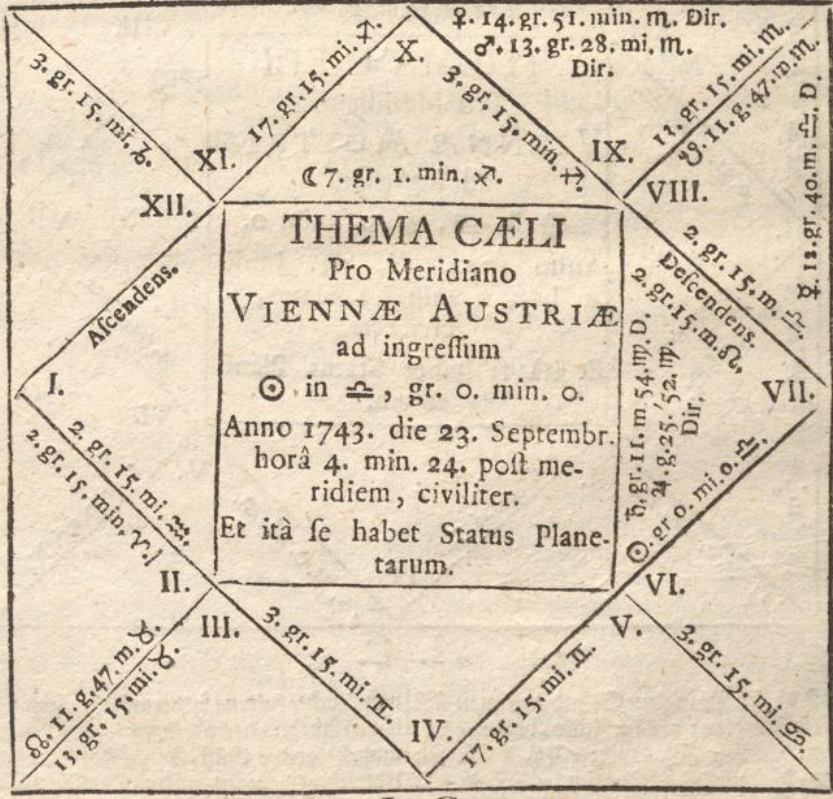 ♀. 14. gr. 51. min. ♏. Dir.
♂. 13. gr. 28. mi. ♏.
Dir.
3. gr. 15. mi. ♑.
XI.
17. gr. 15. mi. ♐.
X.
3. gr. 15. min. ♐.
IX.
13. gr. 15. mi. ♏.
☋. 11. g. 47. m. ♏.
VIII.
☿. 12. gr. 40. m. ♎. D.
2. gr. 15. m. ♎.
XII.
☾ 7. gr. 1. min. ♐.
Aſcendens.
THEMA CÆLI
Pro Meridiano
VIENNÆ AUSTRIÆ
ad ingreſſum
☉ in ♎, gr. 0. min. 0.
Anno 1743. die 23. Septembr.
horâ 4. min. 24. poſt me-
ridiem, civiliter.
Et ità ſe habet Status Plane-
tarum.
Deſcendens.
2. gr. 15. m. ♌.
♄. gr. 11. m. 54. ♍. D.
♃. g. 25. 52. ♍.
Dir.
VII.
☉. gr 0. mi. 0. ♎.
I.
2. gr. 15. mi. ♒.
2. gr. 15. min. ♈.
II.
III.
☊. 11. g. 47. m. ♉.
13. gr. 15. mi. ♉.
3. gr. 15. mi. ♊.
IV.
17. gr. 15. mi. ♊.
V.
VI.
3. gr. 15. mi. ♋.